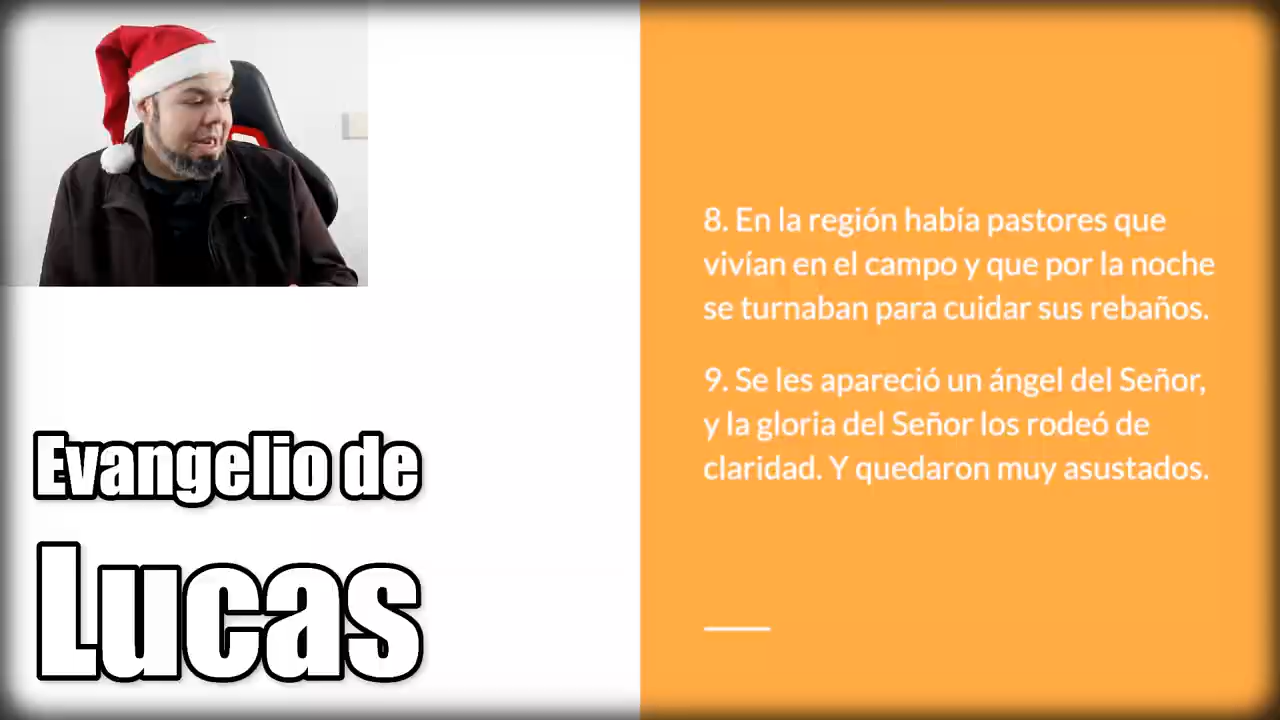 Evangelio de
Lucas
8. En la región había pastores que
vivían en el campo y que por la noche
se turnaban para cuidar sus rebaños.
9. Se les apareció un ángel del Señor,
y la gloria del Señor los rodeó de
claridad. Y quedaron muy asustados.